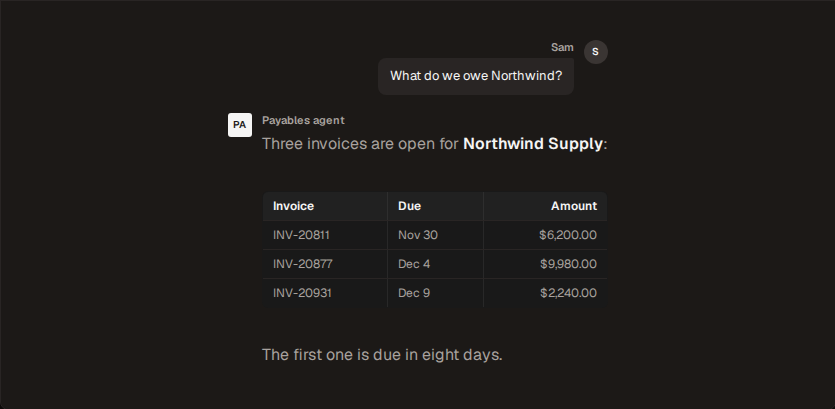 Sam
S
What do we owe Northwind?
PA
Payables agent
Three invoices are open for Northwind Supply:
Invoice Due Amount
INV-20811 Nov 30 $6,200.00
INV-20877 Dec 4 $9,980.00
INV-20931 Dec 9 $2,240.00
The first one is due in eight days.